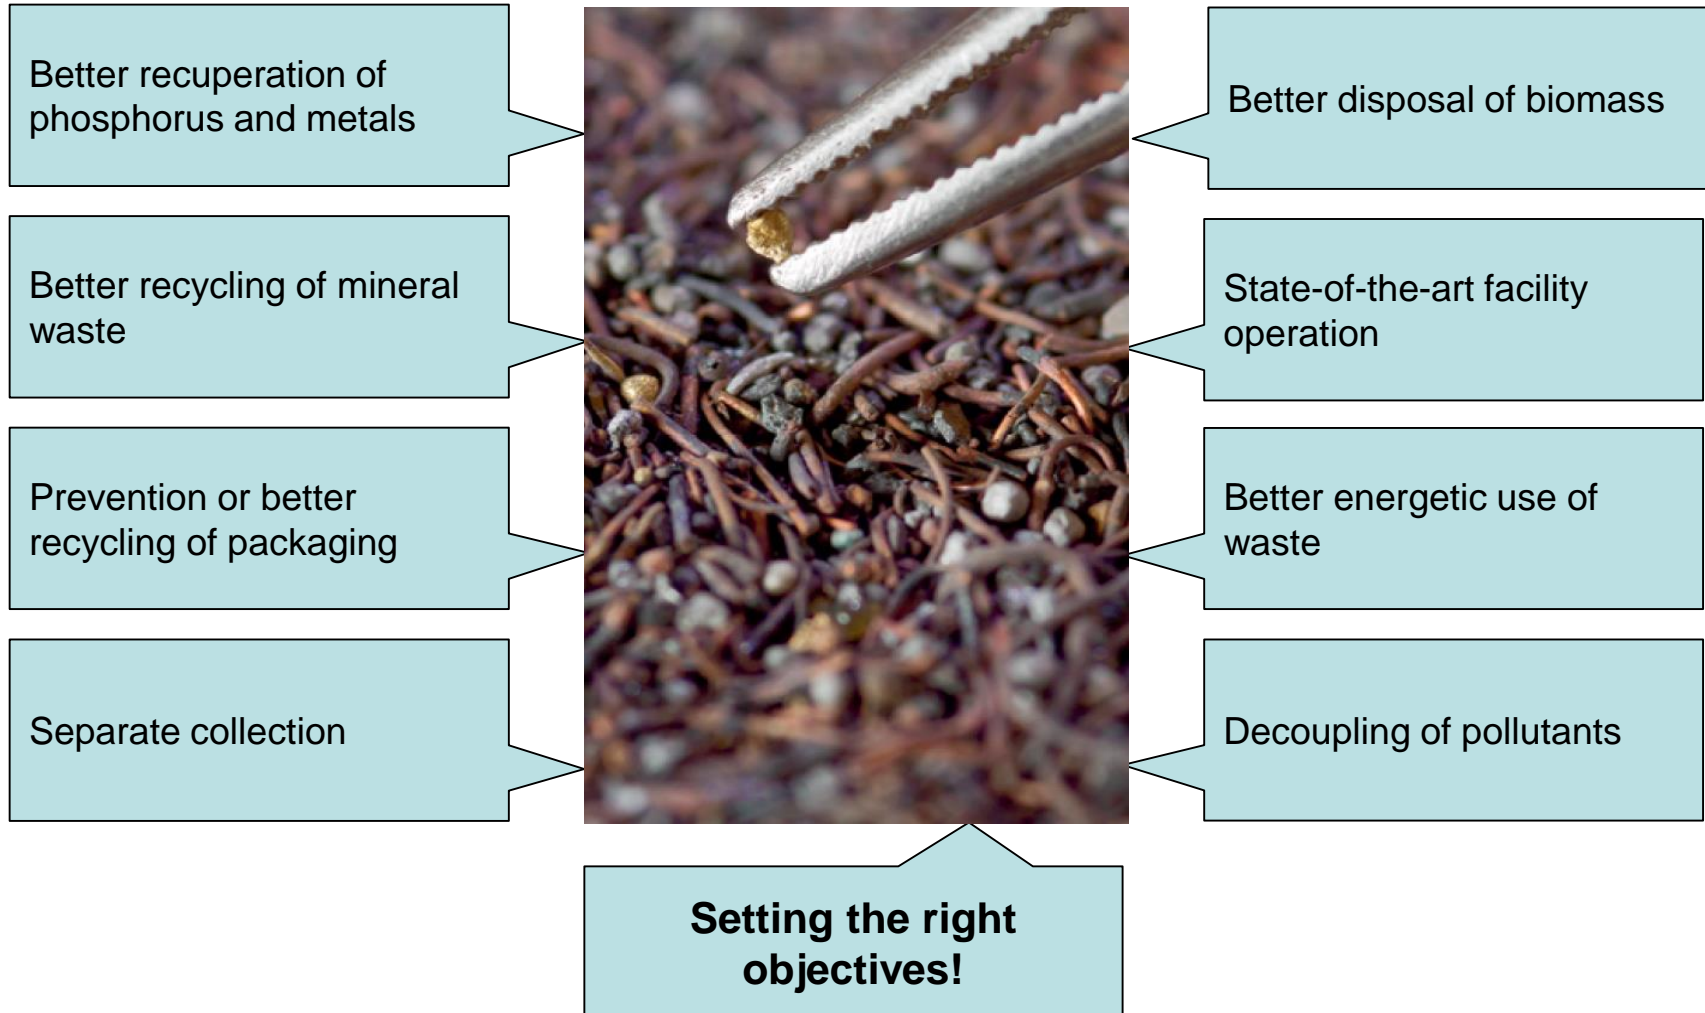 Better recuperation of
phosphorus and metals
Better recycling of mineral
waste
Prevention or better
recycling of packaging
Separate collection
Better disposal of biomass
State-of-the-art facility
operation
Better energetic use of
waste
Decoupling of pollutants
Setting the right
objectives!